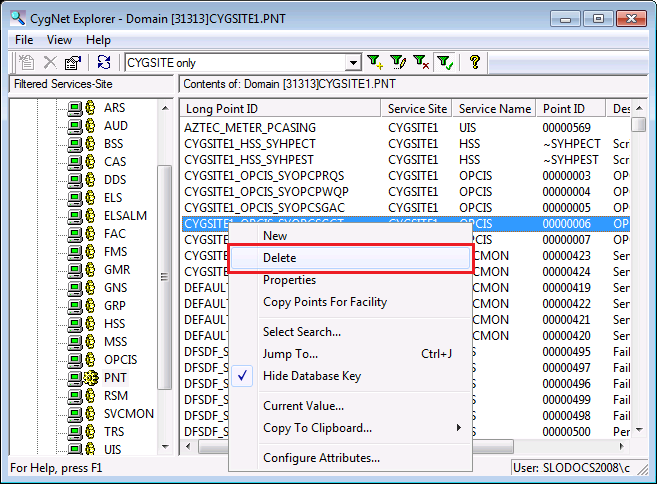 CygNet Explorer - Domain [31313]CYGSITE1.PNT
File View Help
CYGSITE only
Filtered Services-Site
Contents of: Domain [31313]CYGSITE1.PNT
ARS
AUD
BSS
CAS
DDS
ELS
ELSALM
FAC
FMS
GMR
GNS
GRP
HSS
MSS
OPCIS
PNT
RSM
SVCMON
TRS
UIS
Long Point ID Service Site Service Name Point ID Des
AZTEC_METER_PCASING CYGSITE1 UIS 00000569
CYGSITE1_HSS_SYHPECT CYGSITE1 HSS ~SYHPECT Scr
CYGSITE1_HSS_SYHPEST CYGSITE1 HSS ~SYHPEST Scr
CYGSITE1_OPCIS_SYOPCPRQS CYGSITE1 OPCIS 00000003 OP
CYGSITE1_OPCIS_SYOPCPWQP CYGSITE1 OPCIS 00000004 OP
CYGSITE1_OPCIS_SYOPCSGAC CYGSITE1 OPCIS 00000005 OP
CYGSITE1_OPCIS_SYOPCSGCT CYGSITE1 OPCIS 00000006 OP
CYGSITE 00000007 OP
CYGSITE CMON 00000423 Ser
CYGSITE CMON 00000424 Ser
DEFAULT CMON 00000419 Ser
DEFAULT CMON 00000421 Ser
DEFAULT CMON 00000420 Ser
DFSDF_S 00000495 Fail
DFSDF_S 00000497 Fail
DFSDF_S 00000496 Fail
DFSDF_S 00000498 Fail
DFSDF_S 00000499 Fail
DFSDF_S 00000500 Per
New
Delete
Properties
Copy Points For Facility
Select Search...
Jump To... Ctrl+J
Hide Database Key
Current Value...
Copy To Clipboard...
Configure Attributes...
For Help, press F1
User: SLODOCS2008\c